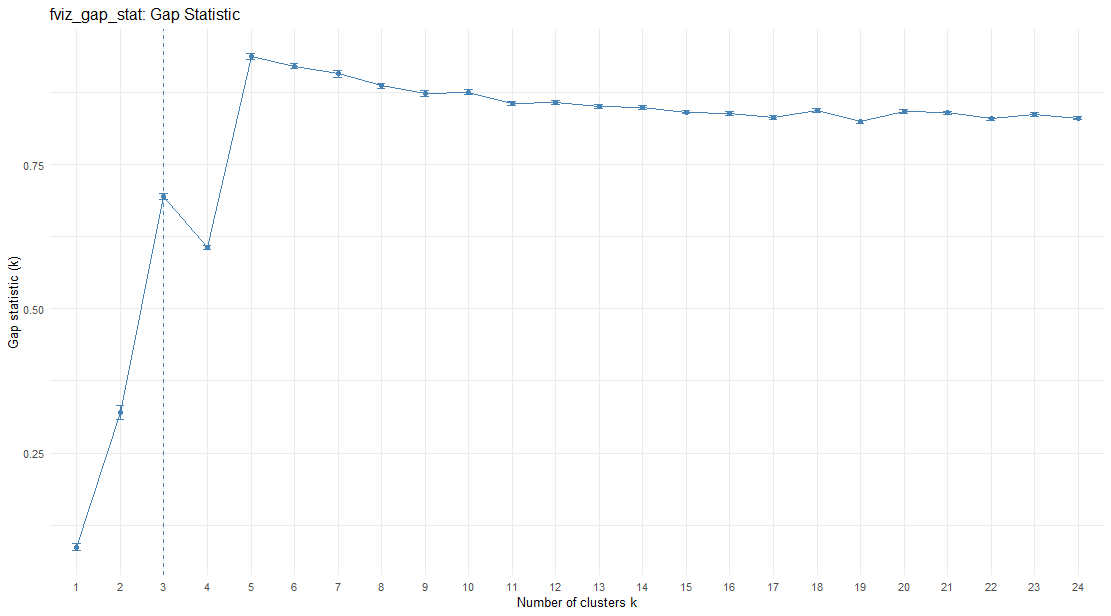 fviz_gap_stat: Gap Statistic
Gap statistic (k)
0.75
0.50
0.25
1 2 3 4 5 6 7 8 9 10 11 12 13 14 15 16 17 18 19 20 21 22 23 24
Number of clusters k